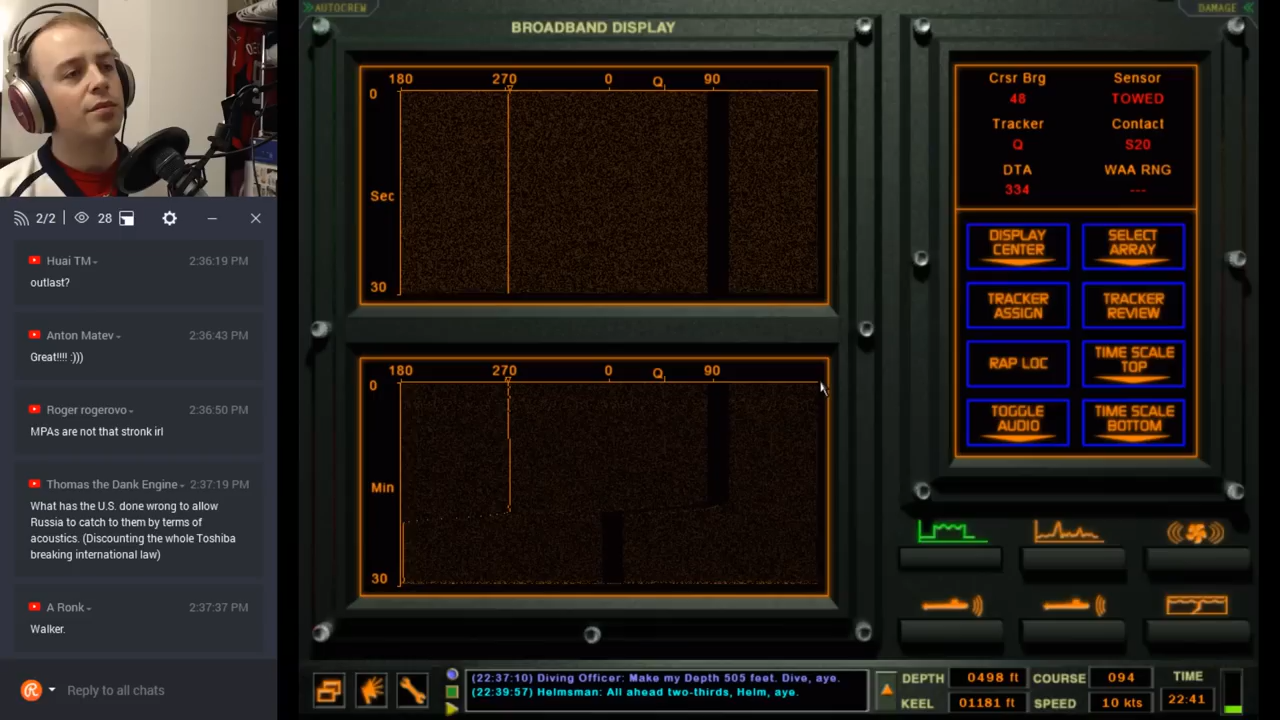 2/2 28
Huai TM 2:36:19 PM
outlast?
Anton Matev 2:36:43 PM
Great!!!! :)))
Roger rogerovo 2:36:50 PM
MPAs are not that stronk irl
Thomas the Dank Engine 2:37:19 PM
What has the U.S. done wrong to allow
Russia to catch to them by terms of
acoustics. (Discounting the whole Toshiba
breaking international law)
A Ronk 2:37:37 PM
Walker.
Reply to all chats
AUTOCREW
DAMAGE
BROADBAND DISPLAY
180 270 0 Q 90
0
Sec
30
180 270 0 Q 90
0
Min
30
Crsr Brg Sensor
48 TOWED
Tracker Contact
Q S20
DTA WAA RNG
334 ---
DISPLAY CENTER
SELECT ARRAY
TRACKER ASSIGN
TRACKER REVIEW
RAP LOC
TIME SCALE TOP
TOGGLE AUDIO
TIME SCALE BOTTOM
(22:37:10) Diving Officer: Make my Depth 505 feet. Dive, aye.
(22:39:57) Helmsman: All ahead two-thirds, Helm, aye.
DEPTH 0498 ft COURSE 094 TIME
KEEL 01181 ft SPEED 10 kts 22:41